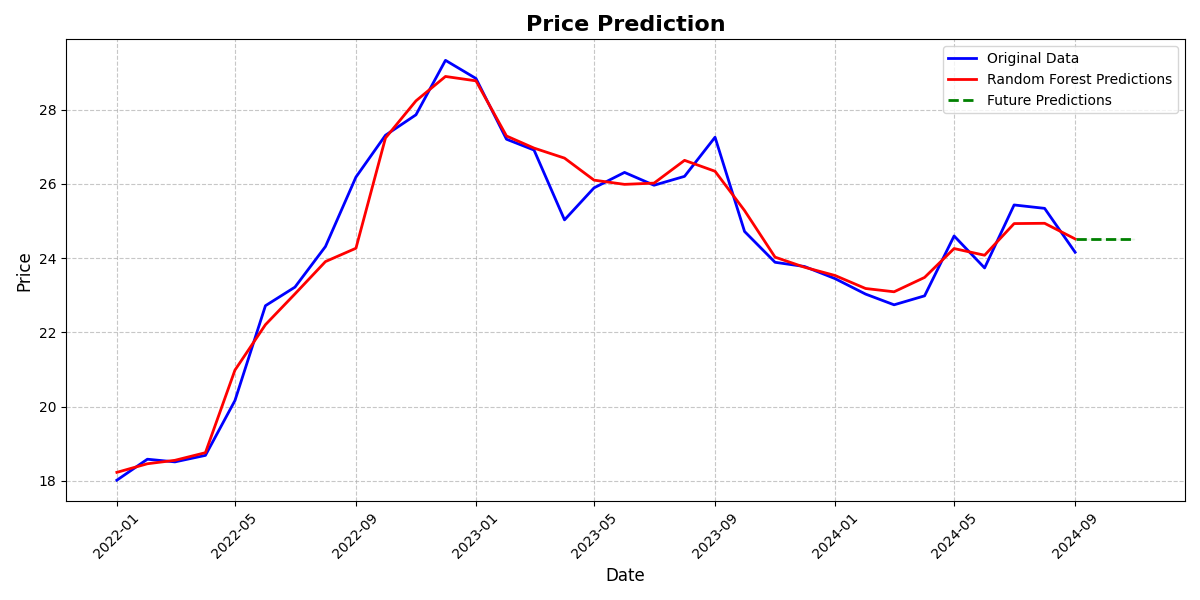 Price Prediction
Original Data
Random Forest Predictions
Future Predictions
Price
28
26
24
22
20
18
2022-01
2022-05
2022-09
2023-01
2023-05
2023-09
2024-01
2024-05
2024-09
Date